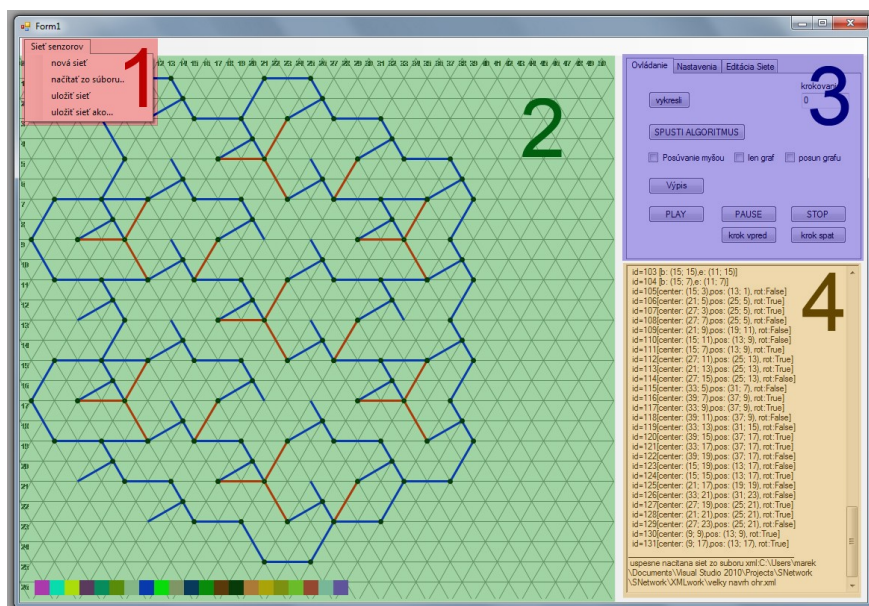 Form1
Sieť senzorov
nová sieť
načítať zo súboru..
uložiť sieť
uložiť sieť ako...
1
2
3
4
Ovládanie Nastavenia Editácia Siete
krokovani
vykresli
0
SPUSTI ALGORITMUS
Posúvanie myšou len graf posun grafu
Výpis
PLAY PAUSE STOP
krok vpred krok spat
id=103 [b: (15; 15),e: (11; 15)]
id=104 [b: (15; 7),e: (11; 7)]
id=105[center: (15; 3),pos: (13; 1), rot:False]
id=106[center: (21; 5),pos: (25; 5), rot:True]
id=107[center: (27; 3),pos: (25; 5), rot:True]
id=108[center: (27; 7),pos: (25; 5), rot:False]
id=109[center: (21; 9),pos: (19; 11), rot:False]
id=110[center: (15; 11),pos: (13; 9), rot:False]
id=111[center: (15; 7),pos: (13; 9), rot:True]
id=112[center: (27; 11),pos: (25; 13), rot:True]
id=113[center: (21; 13),pos: (25; 13), rot:True]
id=114[center: (27; 15),pos: (25; 13), rot:False]
id=115[center: (33; 5),pos: (31; 7), rot:False]
id=116[center: (39; 7),pos: (37; 9), rot:True]
id=117[center: (33; 9),pos: (37; 9), rot:True]
id=118[center: (39; 11),pos: (37; 9), rot:False]
id=119[center: (33; 13),pos: (31; 15), rot:False]
id=120[center: (39; 15),pos: (37; 17), rot:True]
id=121[center: (33; 17),pos: (37; 17), rot:True]
id=122[center: (39; 19),pos: (37; 17), rot:False]
id=123[center: (15; 19),pos: (13; 17), rot:False]
id=124[center: (15; 15),pos: (13; 17), rot:True]
id=125[center: (21; 17),pos: (19; 19), rot:False]
id=126[center: (33; 21),pos: (31; 23), rot:False]
id=127[center: (27; 19),pos: (25; 21), rot:True]
id=128[center: (21; 21),pos: (25; 21), rot:True]
id=129[center: (27; 23),pos: (25; 21), rot:False]
id=130[center: (9; 9),pos: (13; 9), rot:True]
id=131[center: (9; 17),pos: (13; 17), rot:True]
uspesne nacitana siet zo suboru xml:C:\Users\marek
\Documents\Visual Studio 2010\Projects\SNetwork
\SNetwork\XMLwork\velky navrh ohr.xml